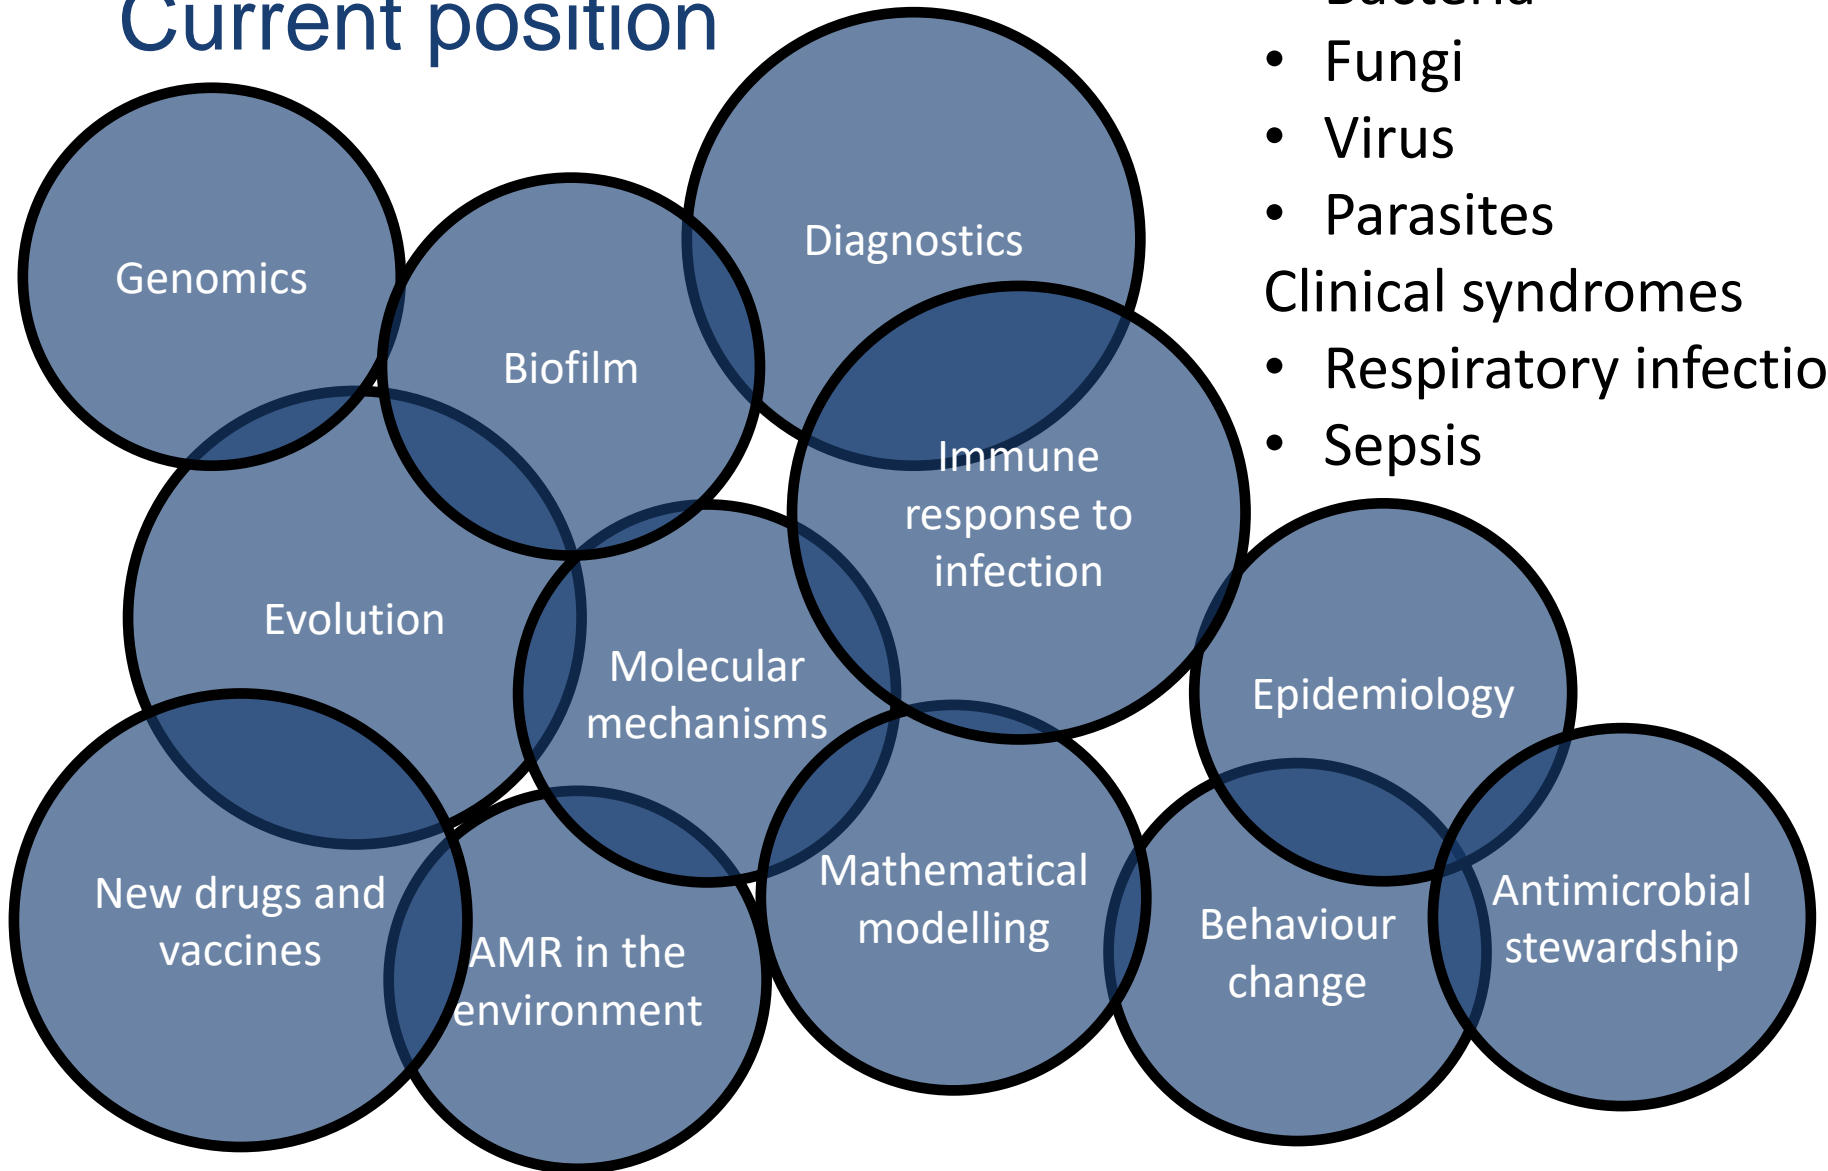 Current position
Bacteria
• Fungi
• Virus
• Parasites
Clinical syndromes
• Respiratory infectio
• Sepsis
Genomics
Biofilm
Diagnostics
Immune
response to
infection
Evolution
Molecular
mechanisms
Epidemiology
New drugs and
vaccines
AMR in the
environment
Mathematical
modelling
Behaviour
change
Antimicrobial
stewardship